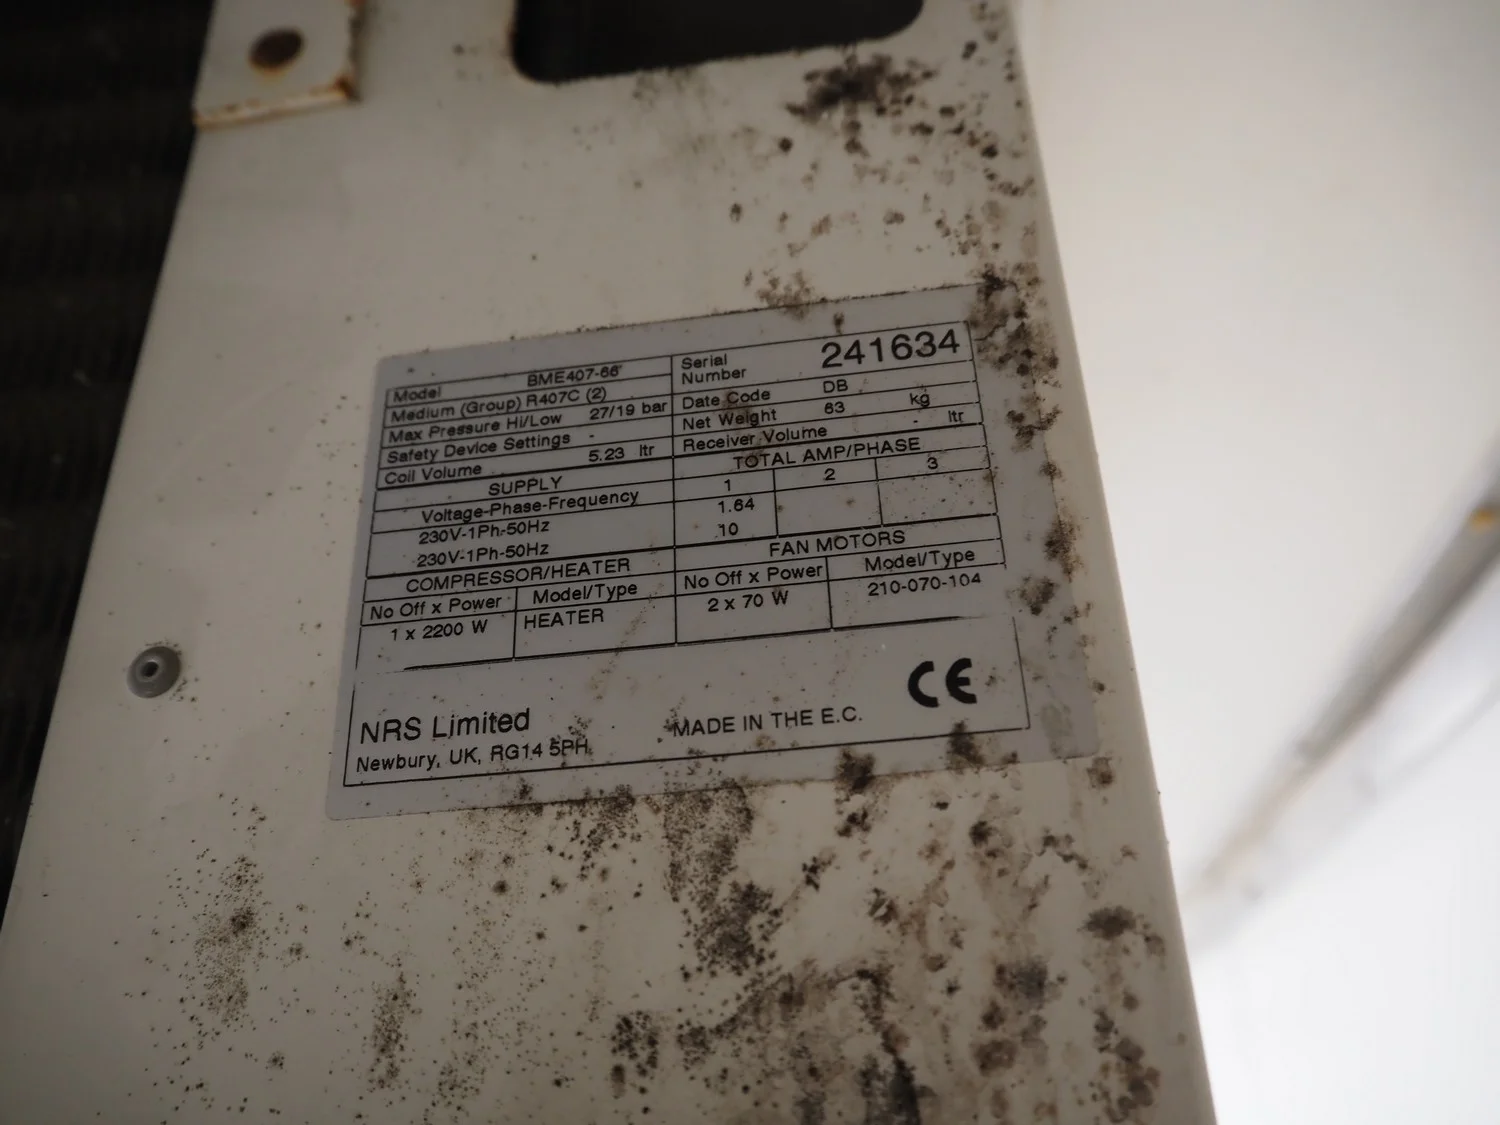 Model BME407-66 Serial Number 241634
Medium (Group) R407C (2)
Max Pressure Hi/Low 27/19 bar Date Code DB
Safety Device Settings - Net Weight 63 kg
Coil Volume 5.23 ltr Receiver Volume - ltr
SUPPLY TOTAL AMP/PHASE
Voltage-Phase-Frequency 1 2 3
230V-1Ph-50Hz 1.64
230V-1Ph-50Hz 10
COMPRESSOR/HEATER FAN MOTORS
No Off x Power Model/Type No Off x Power Model/Type
1 x 2200 W HEATER 2 x 70 W 210-070-104
NRS Limited MADE IN THE E.C. CE
Newbury, UK, RG14 5PH